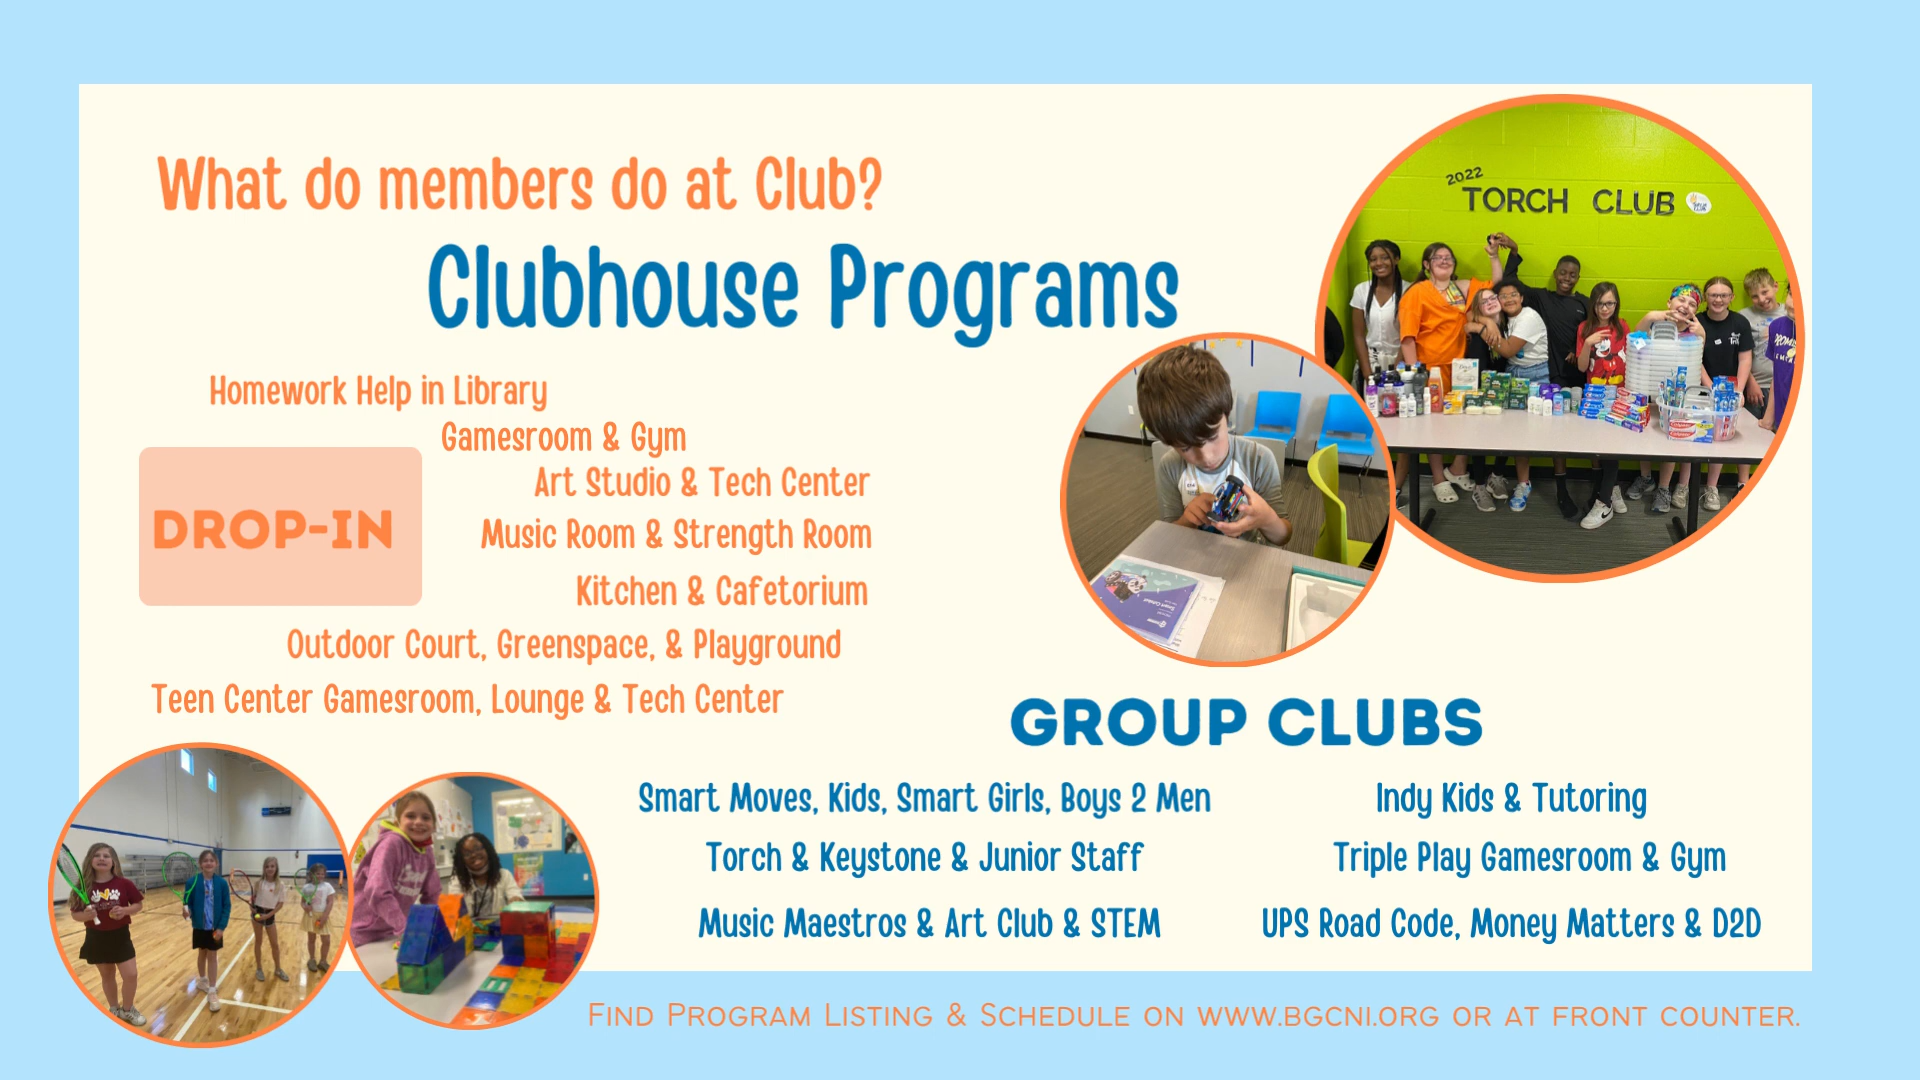 What do members do at Club?
Clubhouse Programs
2022
TORCH CLUB
Homework Help in Library
Gamesroom & Gym
Art Studio & Tech Center
DROP-IN
Music Room & Strength Room
Kitchen & Cafetorium
Outdoor Court, Greenspace, & Playground
Teen Center Gamesroom, Lounge & Tech Center
GROUP CLUBS
Smart Moves, Kids, Smart Girls, Boys 2 Men
Torch & Keystone & Junior Staff
Music Maestros & Art Club & STEM
Indy Kids & Tutoring
Triple Play Gamesroom & Gym
UPS Road Code, Money Matters & D2D
Find Program Listing & Schedule on www.bgcni.org or at front counter.